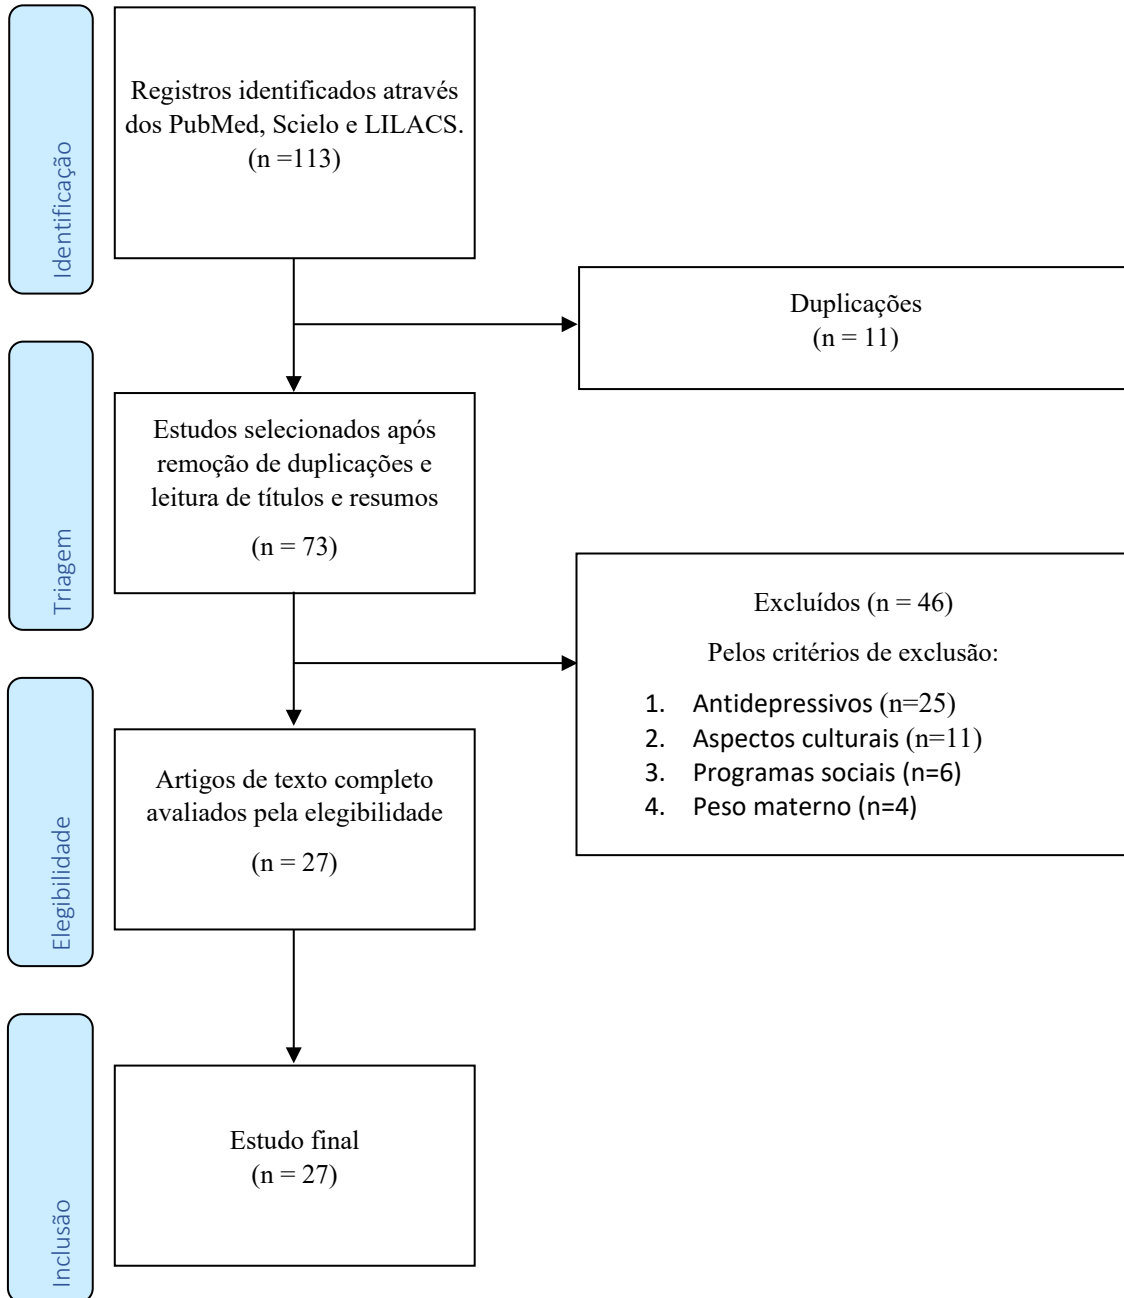 Identificação
Registros identificados através
dos PubMed, Scielo e LILACS.
(n =113)
Duplicações
(n = 11)
Triagem
Estudos selecionados após
remoção de duplicações e
leitura de títulos e resumos
(n = 73)
Excluídos (n = 46)
Pelos critérios de exclusão:
1. Antidepressivos (n=25)
2. Aspectos culturais (n=11)
3. Programas sociais (n=6)
4. Peso materno (n=4)
Elegibilidade
Artigos de texto completo
avaliados pela elegibilidade
(n = 27)
Inclusão
Estudo final
(n = 27)